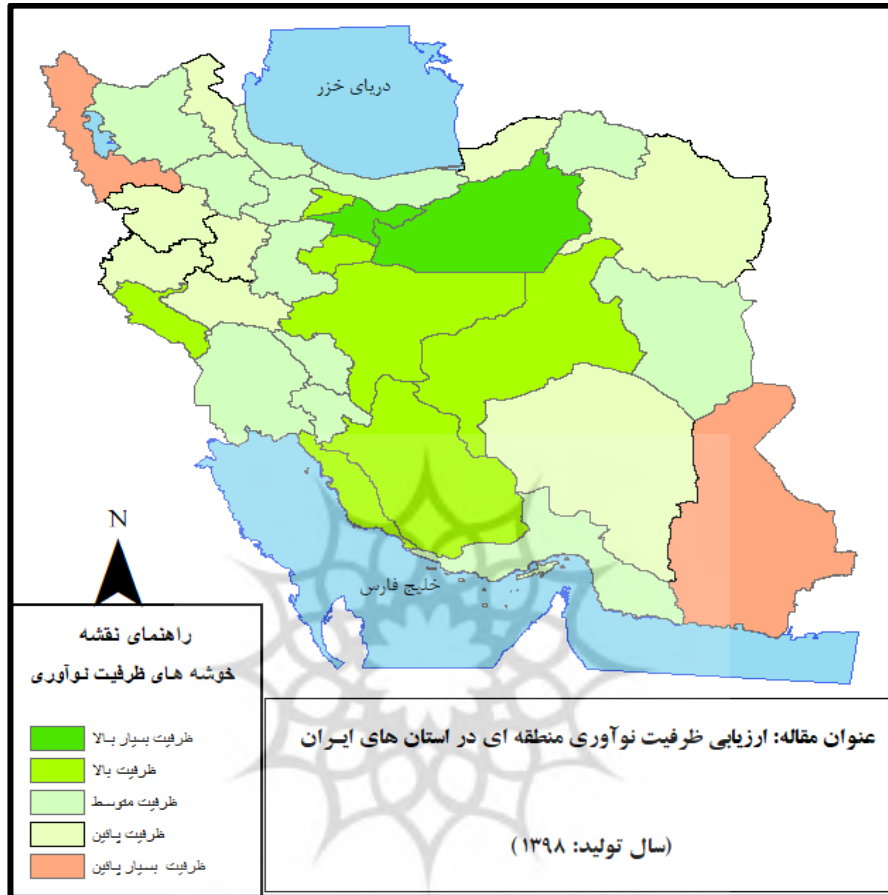 دریای خزر
خلیج فارس
N
راهنمای نقشه
خوشه های ظرفیت نوآوری
ظرفیت بسیار بالا
ظرفیت بالا
ظرفیت متوسط
ظرفیت پائین
ظرفیت بسیار پائین
عنوان مقاله: ارزیابی ظرفیت نوآوری منطقه ای در استان های ایـران
(سال تولید: ۱۳۹۸)